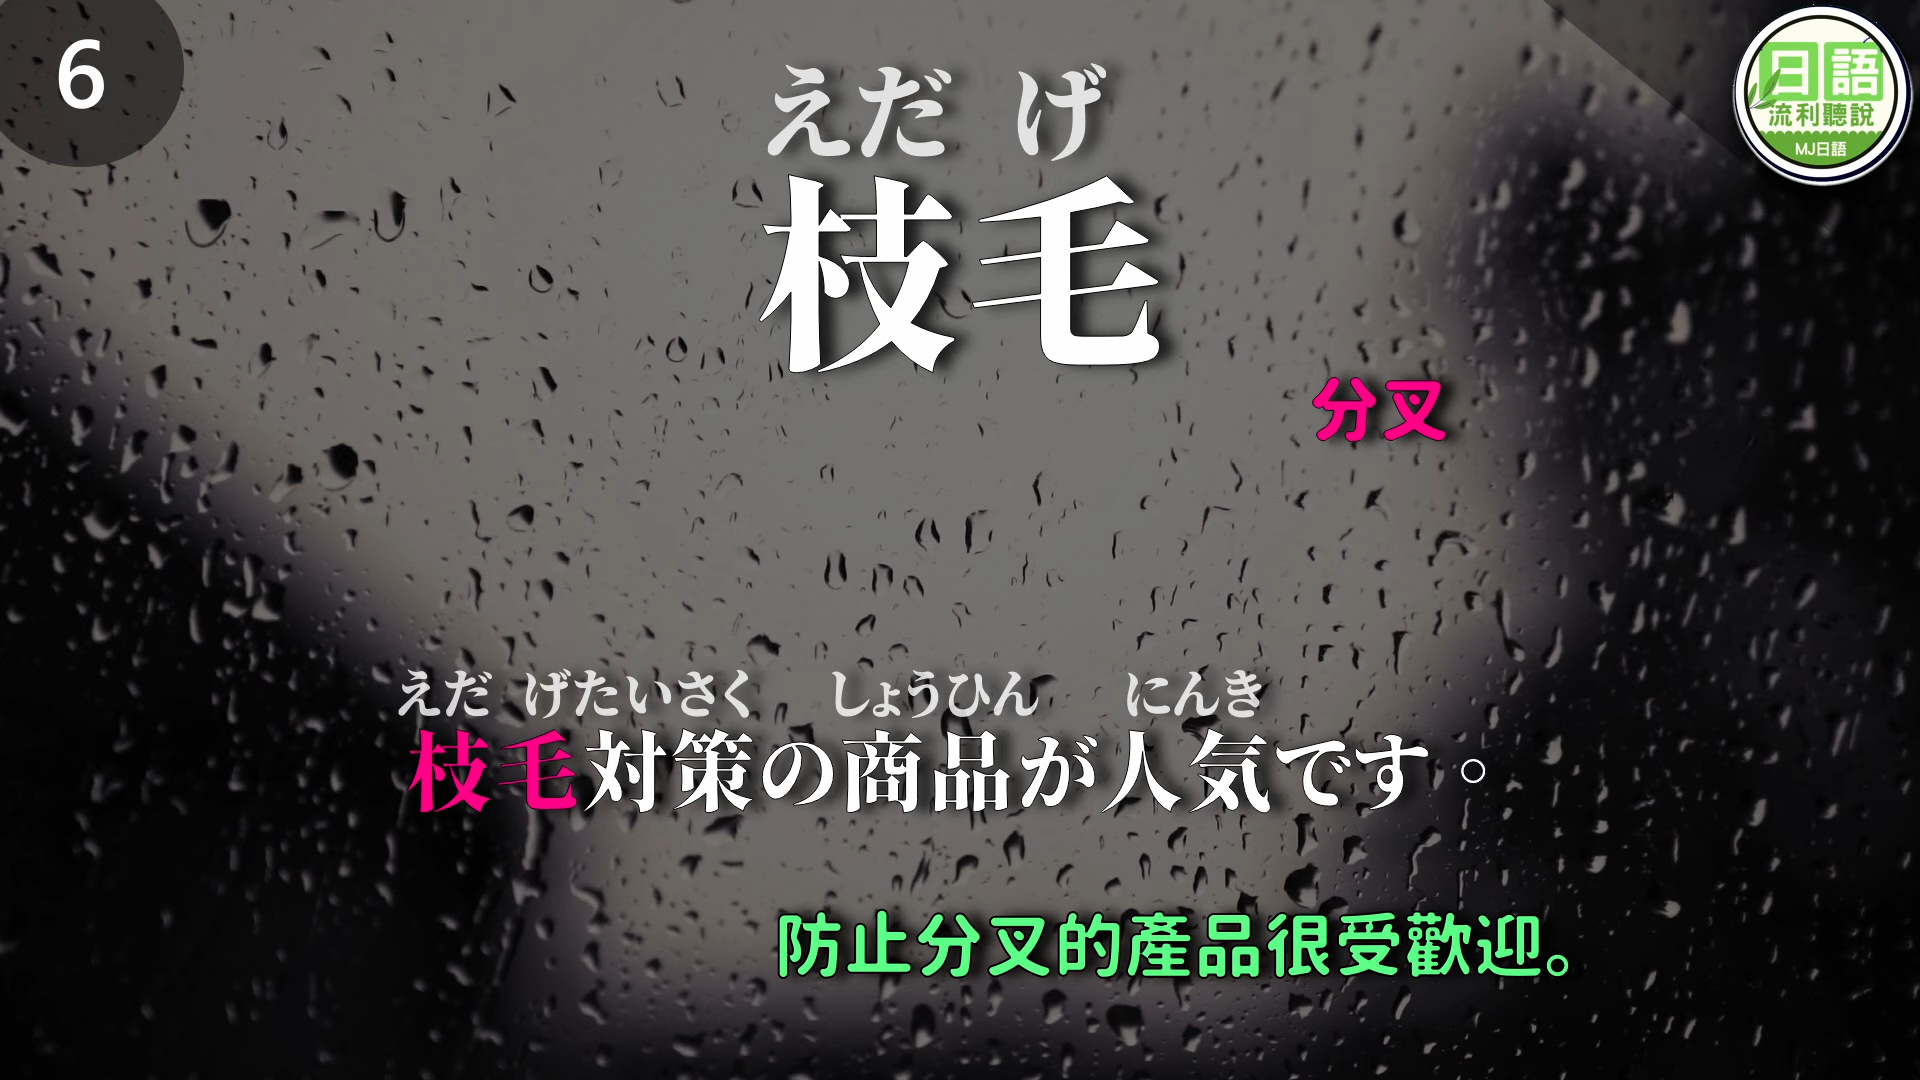 6
日語
流利聽說
MJ日語
えだ げ
枝毛
分叉
えだ げたいさく しょうひん にんき
枝毛対策の商品が人気です。
防止分叉的產品很受歡迎。